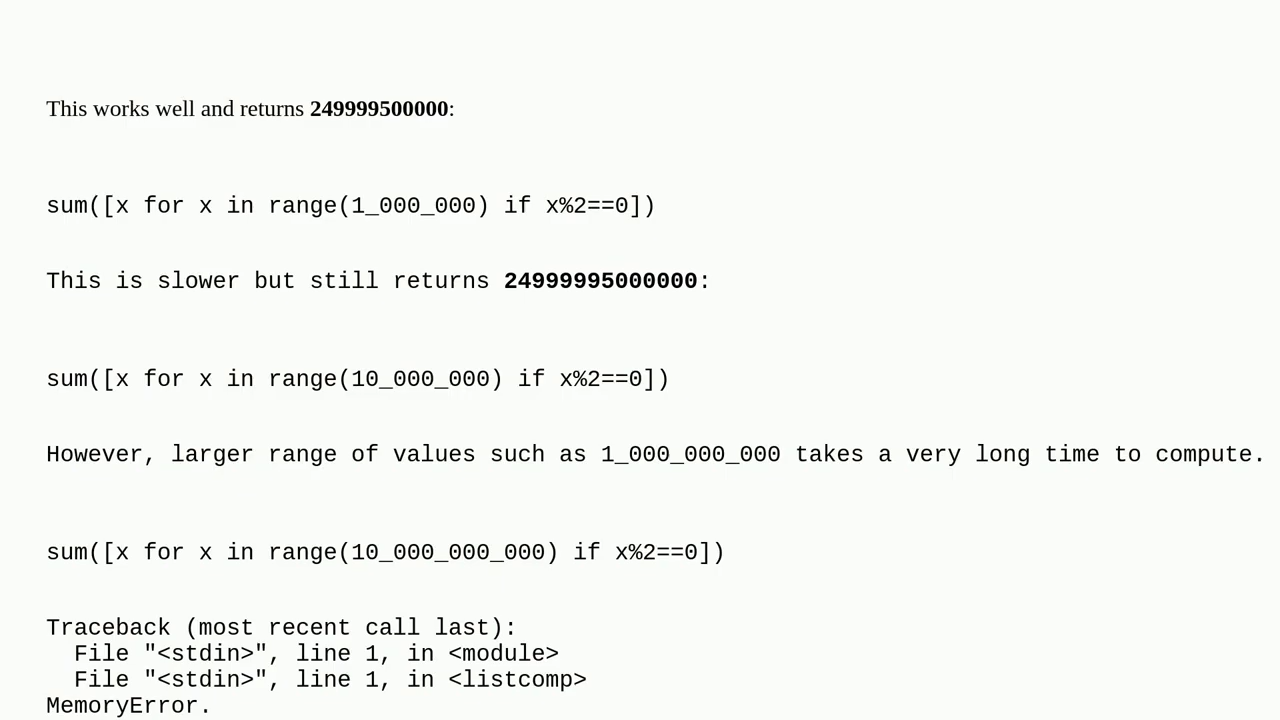 This works well and returns 249999500000:
sum([x for x in range(1_000_000) if x%2==0])
This is slower but still returns 24999995000000:
sum([x for x in range(10_000_000) if x%2==0])
However, larger range of values such as 1_000_000_000 takes a very long time to compute.
sum([x for x in range(10_000_000_000) if x%2==0])
Traceback (most recent call last):
  File "<stdin>", line 1, in <module>
  File "<stdin>", line 1, in <listcomp>
MemoryError.